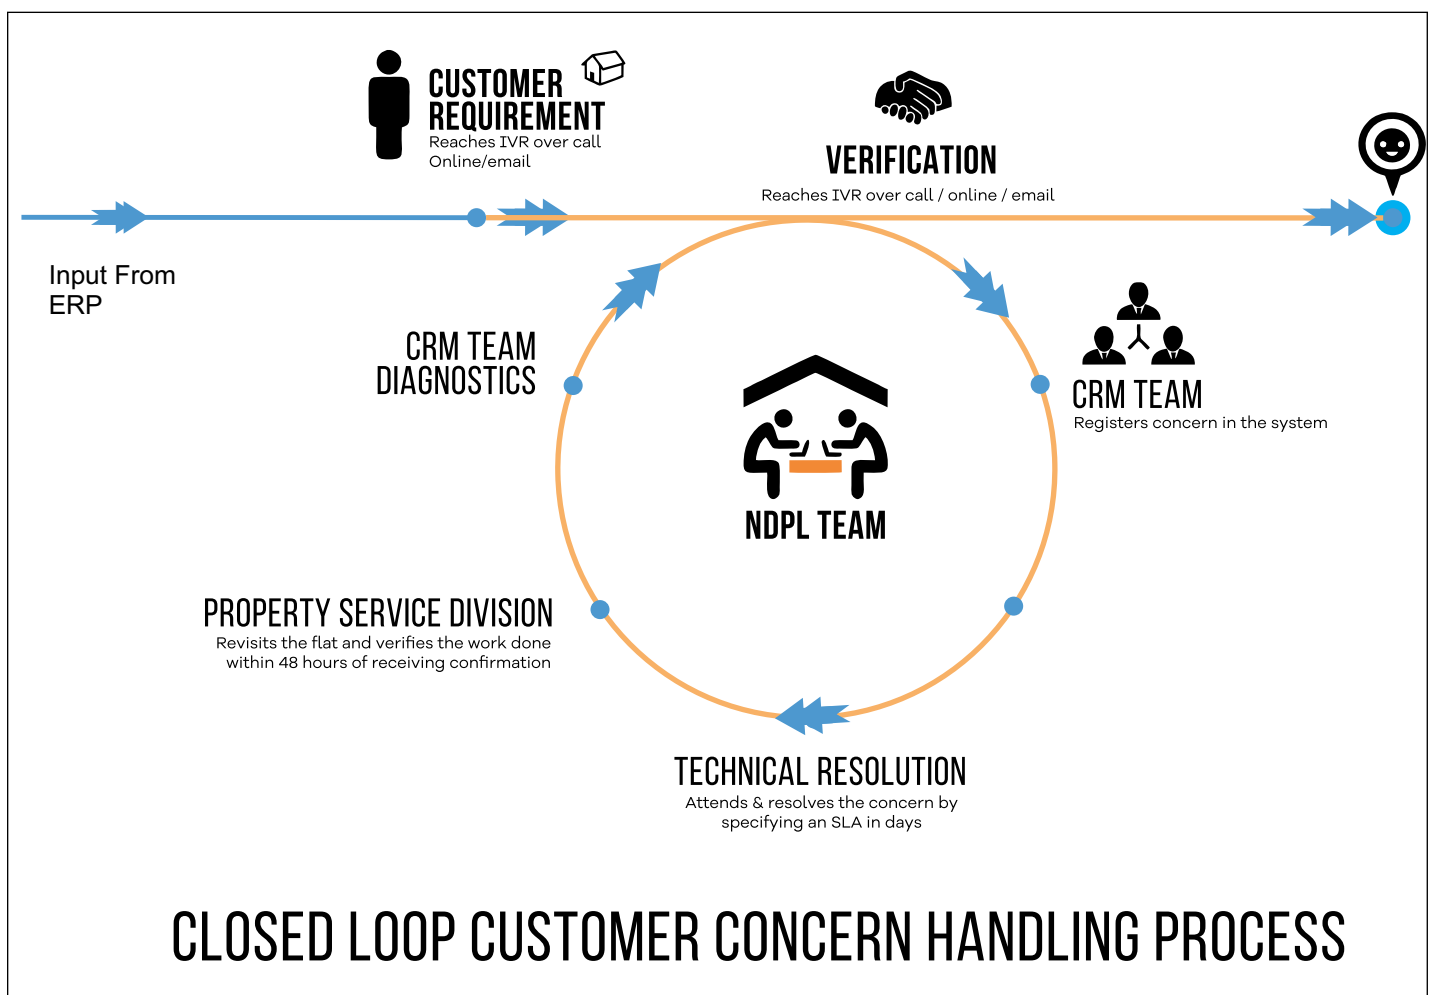 CUSTOMER
REQUIREMENT
Reaches IVR over call
Online/email
VERIFICATION
Reaches IVR over call / online / email
Input From
ERP
CRM TEAM
DIAGNOSTICS
CRM TEAM
Registers concern in the system
NDPL TEAM
PROPERTY SERVICE DIVISION
Revisits the flat and verifies the work done
within 48 hours of receiving confirmation
TECHNICAL RESOLUTION
Attends & resolves the concern by
specifying an SLA in days
CLOSED LOOP CUSTOMER CONCERN HANDLING PROCESS